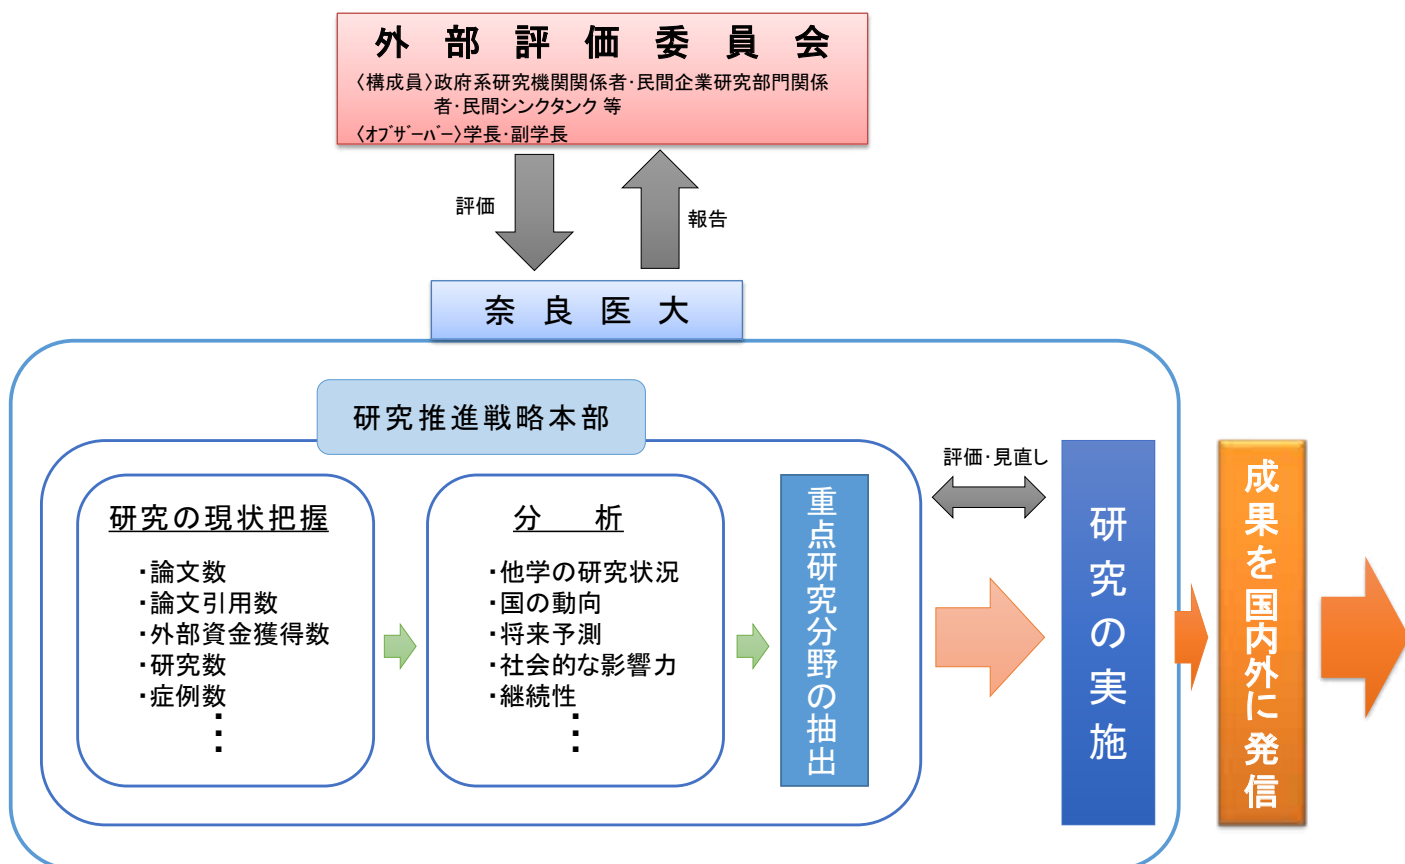 外部評価委員会
〈構成員〉政府系研究機関関係者・民間企業研究部門関係
者・民間シンクタンク 等
〈ｵﾌﾞｻﾞｰﾊﾞｰ〉学長・副学長
評価
報告
奈良医大
研究推進戦略本部
研究の現状把握
・論文数
・論文引用数
・外部資金獲得数
・研究数
・症例数
⋮
分　析
・他学の研究状況
・国の動向
・将来予測
・社会的な影響力
・継続性
⋮
重点研究分野の抽出
評価・見直し
研究の実施
成果を国内外に発信